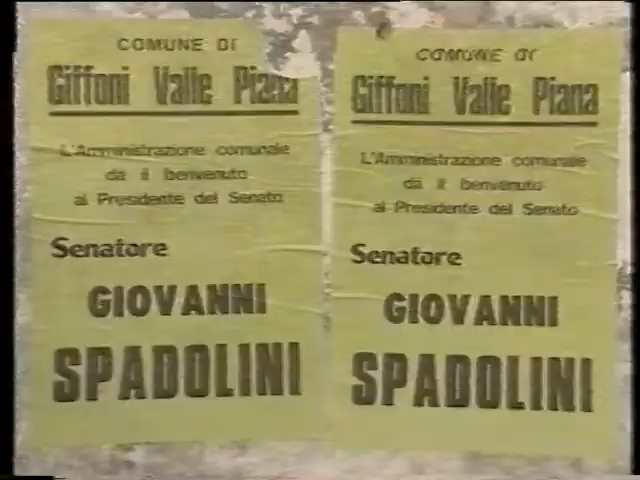 COMUNE DI
Giffoni Valle Piana
L'Amministrazione comunale
dà il benvenuto
al Presidente del Senato
Senatore
GIOVANNI
SPADOLINI
COMUNE DI
Giffoni Valle Piana
L'Amministrazione comunale
dà il benvenuto
al Presidente del Senato
Senatore
GIOVANNI
SPADOLINI